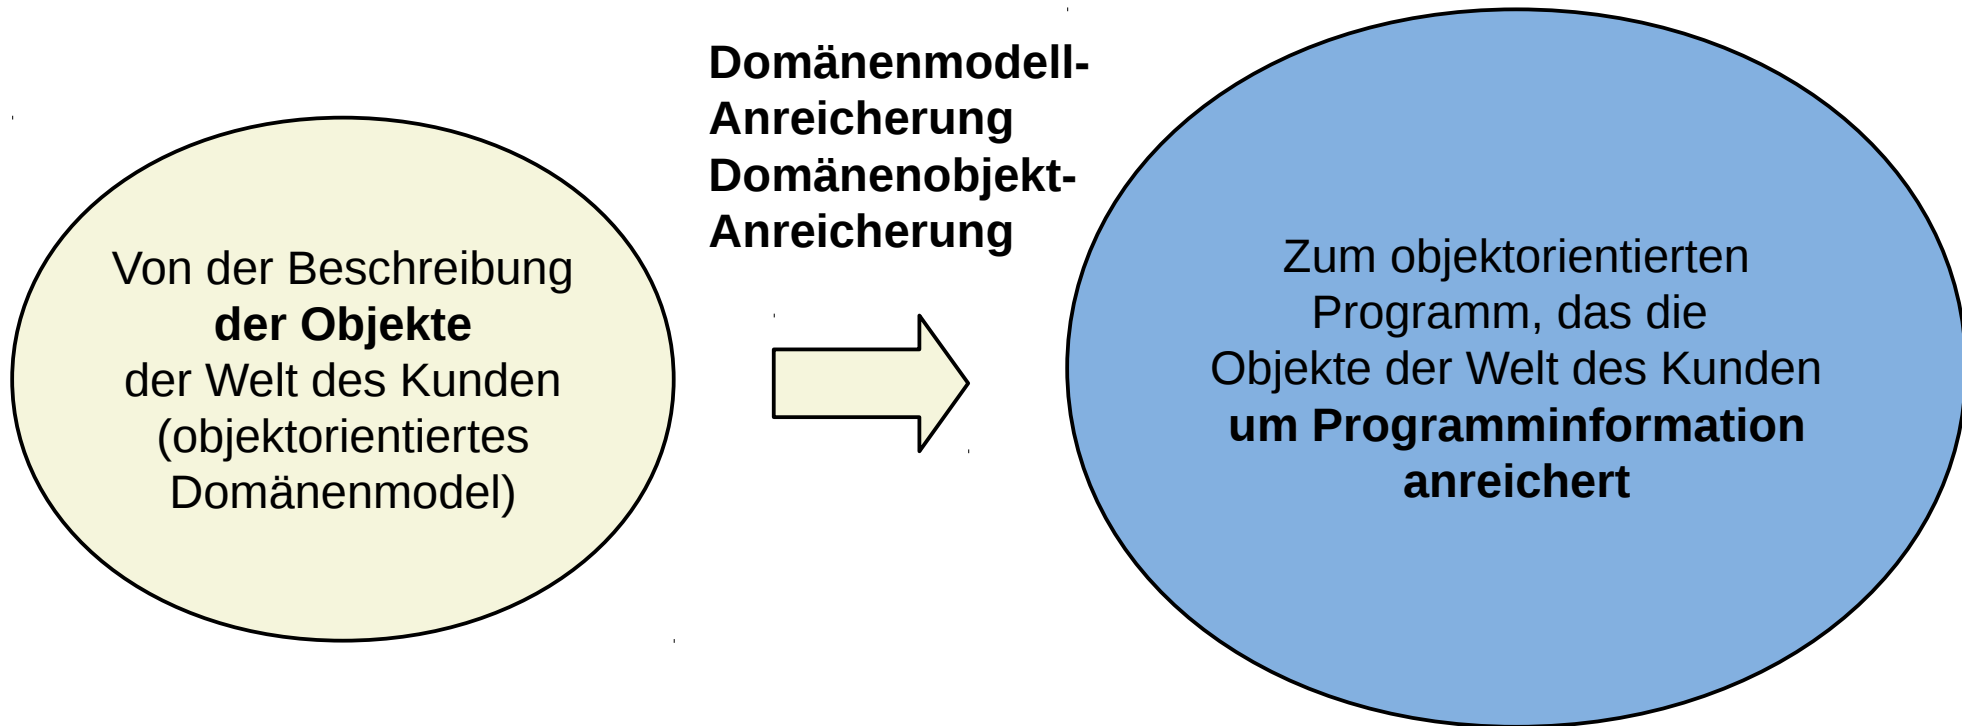 Domänenmodell-
Anreicherung
Domänenobjekt-
Anreicherung
Von der Beschreibung
der Objekte
der Welt des Kunden
(objektorientiertes
Domänenmodel)
Zum objektorientierten
Programm, das die
Objekte der Welt des Kunden
um Programminformation
anreichert